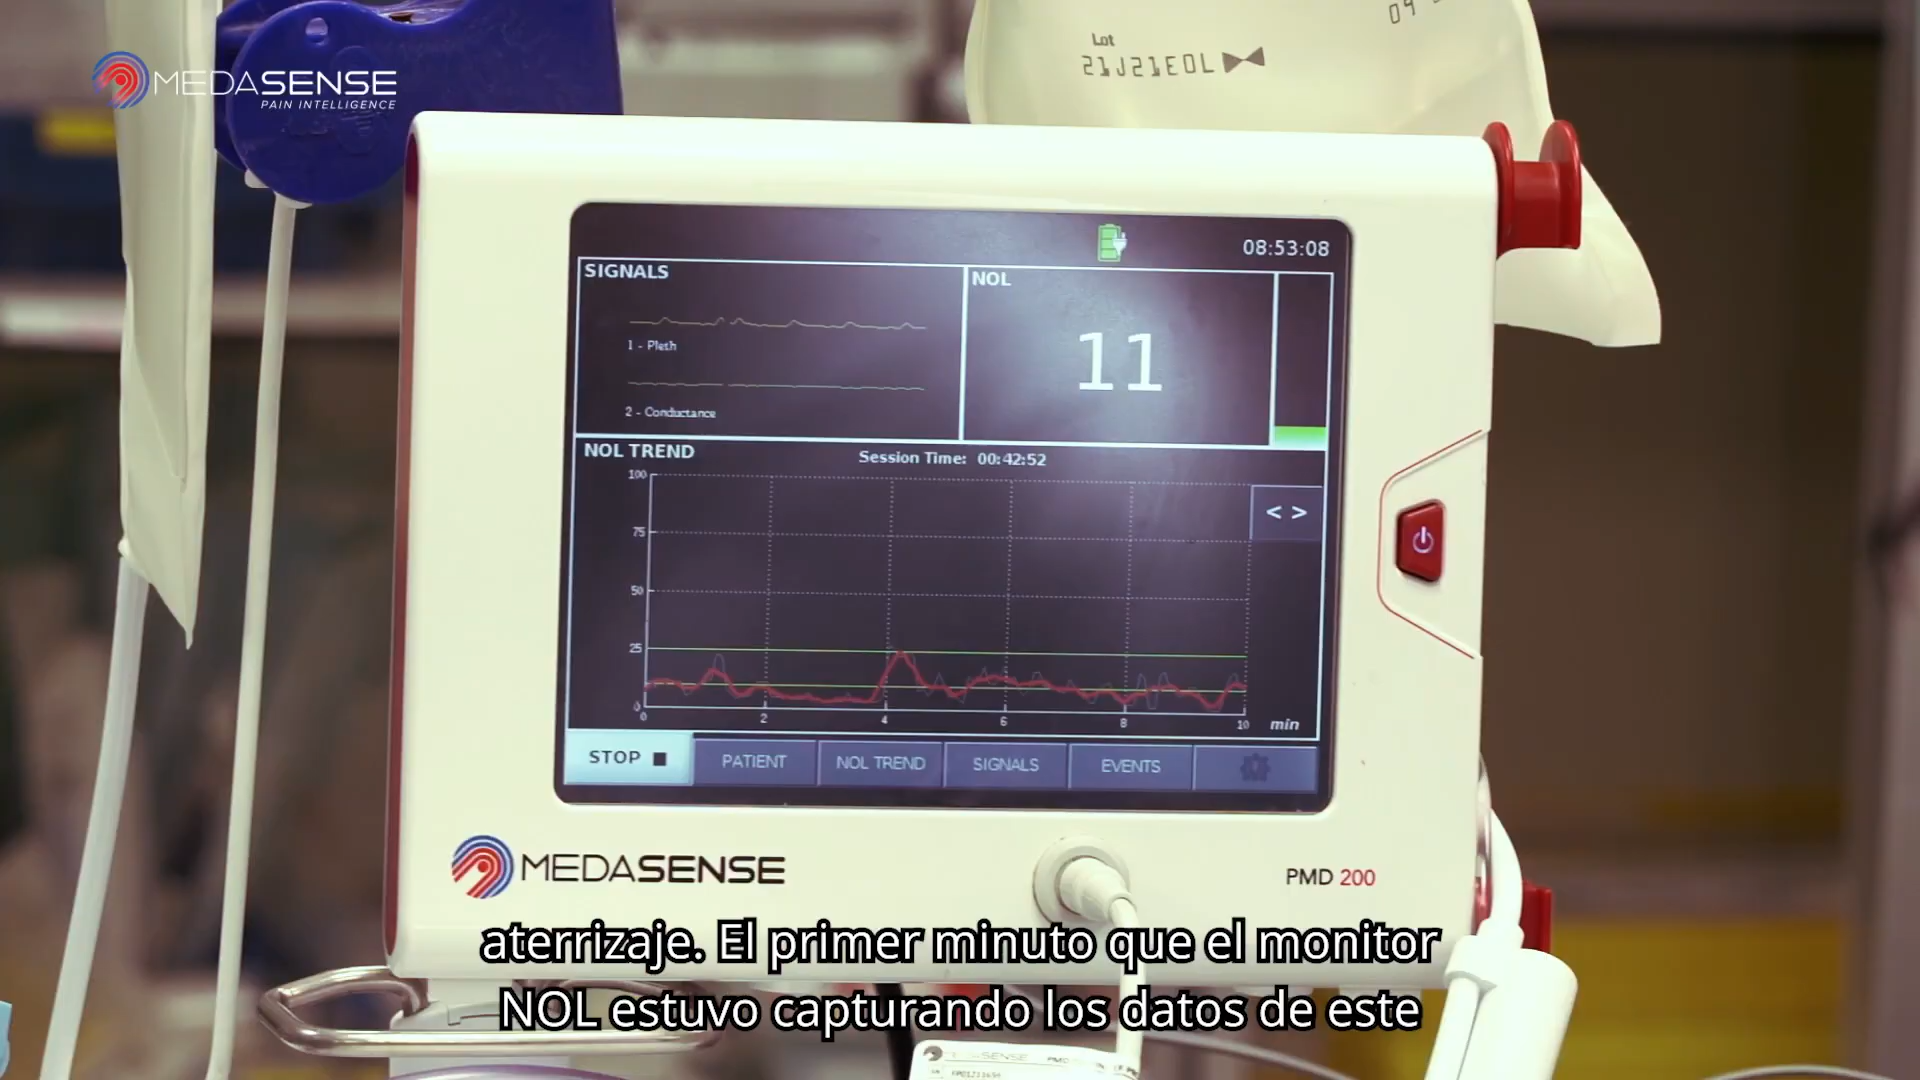 Lot
21J21E0L
09
MEDASENSE
PAIN INTELLIGENCE
08:53:08
SIGNALS
NOL
11
1 - Pleth
2 - Conductance
NOL TREND
Session Time: 00:42:52
100
75
50
25
0
< >
0 2 4 6 8 10 min
STOP
PATIENT
NOL TREND
SIGNALS
EVENTS
MEDASENSE
PMD 200
aterrizaje. El primer minuto que el monitor
NOL estuvo capturando los datos de este